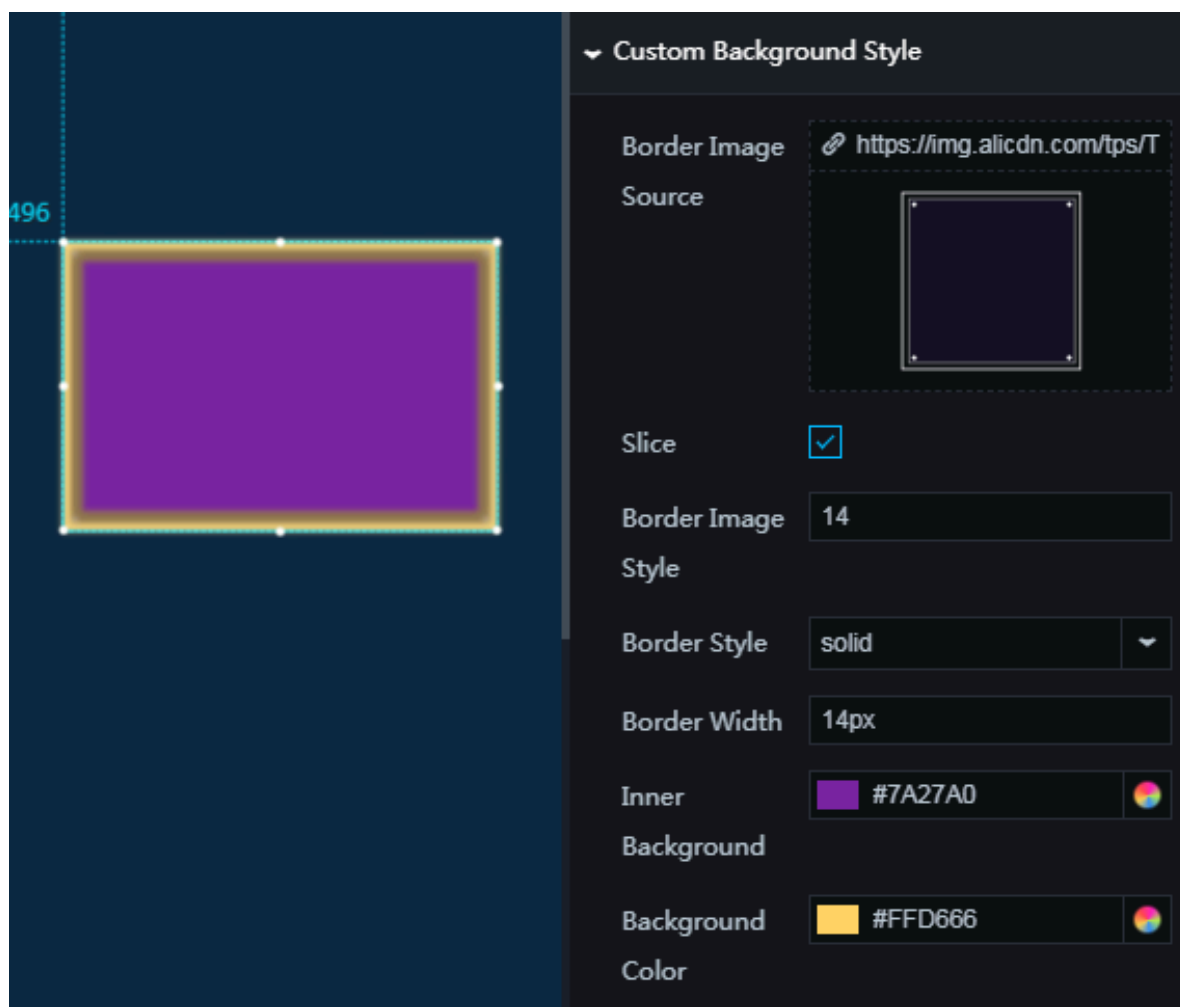 Custom Background Style
Border Image
Source
https://img.alicdn.com/tps/T
496
Slice
Border Image
Style
14
Border Style
solid
Border Width
14px
Inner
Background
#7A27A0
Background
Color
#FFD666